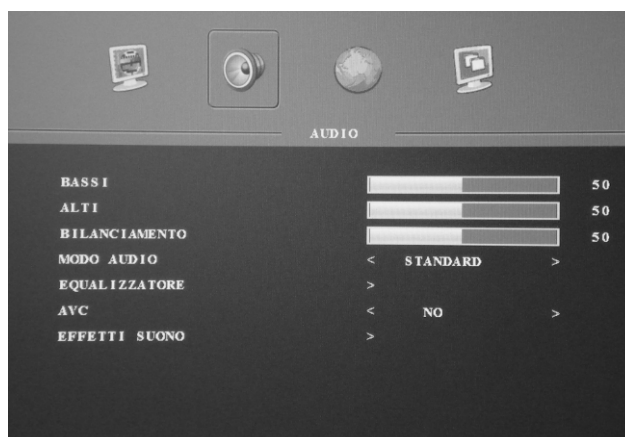 AUDIO
BASSI 50
ALTI 50
BILANCIAMENTO 50
MODO AUDIO < STANDARD >
EQUALIZZATORE >
AVC < NO >
EFFETTI SUONO >